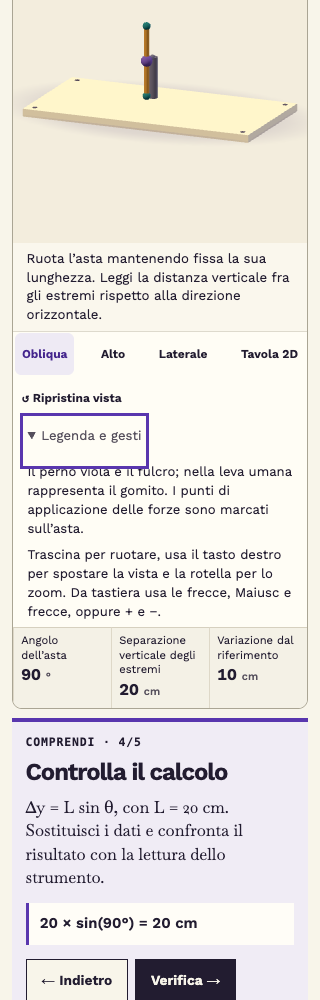 Ruota l'asta mantenendo fissa la sua
lunghezza. Leggi la distanza verticale fra
gli estremi rispetto alla direzione
orizzontale.
Obliqua
Alto
Laterale
Tavola 2D
↺ Ripristina vista
▼ Legenda e gesti
Il perno viola è il fulcro; nella leva umana
rappresenta il gomito. I punti di
applicazione delle forze sono marcati
sull'asta.
Trascina per ruotare, usa il tasto destro
per spostare la vista e la rotella per lo
zoom. Da tastiera usa le frecce, Maiusc e
frecce, oppure + e −.
Angolo
dell'asta
90 °
Separazione
verticale degli
estremi
20 cm
Variazione dal
riferimento
10 cm
COMPRENDI · 4/5
Controlla il calcolo
Δy = L sin θ, con L = 20 cm.
Sostituisci i dati e confronta il
risultato con la lettura dello
strumento.
20 × sin(90°) = 20 cm
← Indietro
Verifica →